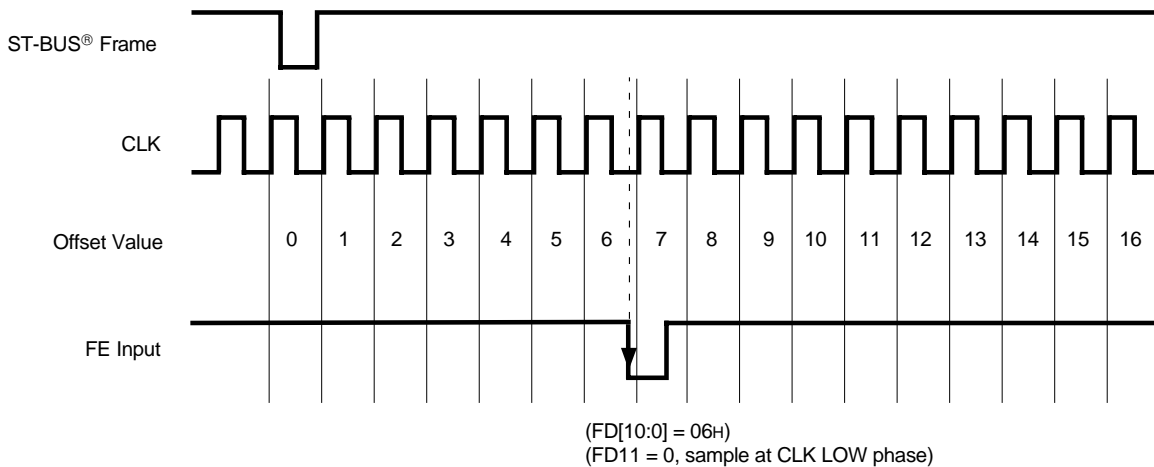 ST-BUS® Frame
CLK
Offset Value
0 1 2 3 4 5 6 7 8 9 10 11 12 13 14 15 16
FE Input
(FD[10:0] = 06H)
(FD11 = 0, sample at CLK LOW phase)